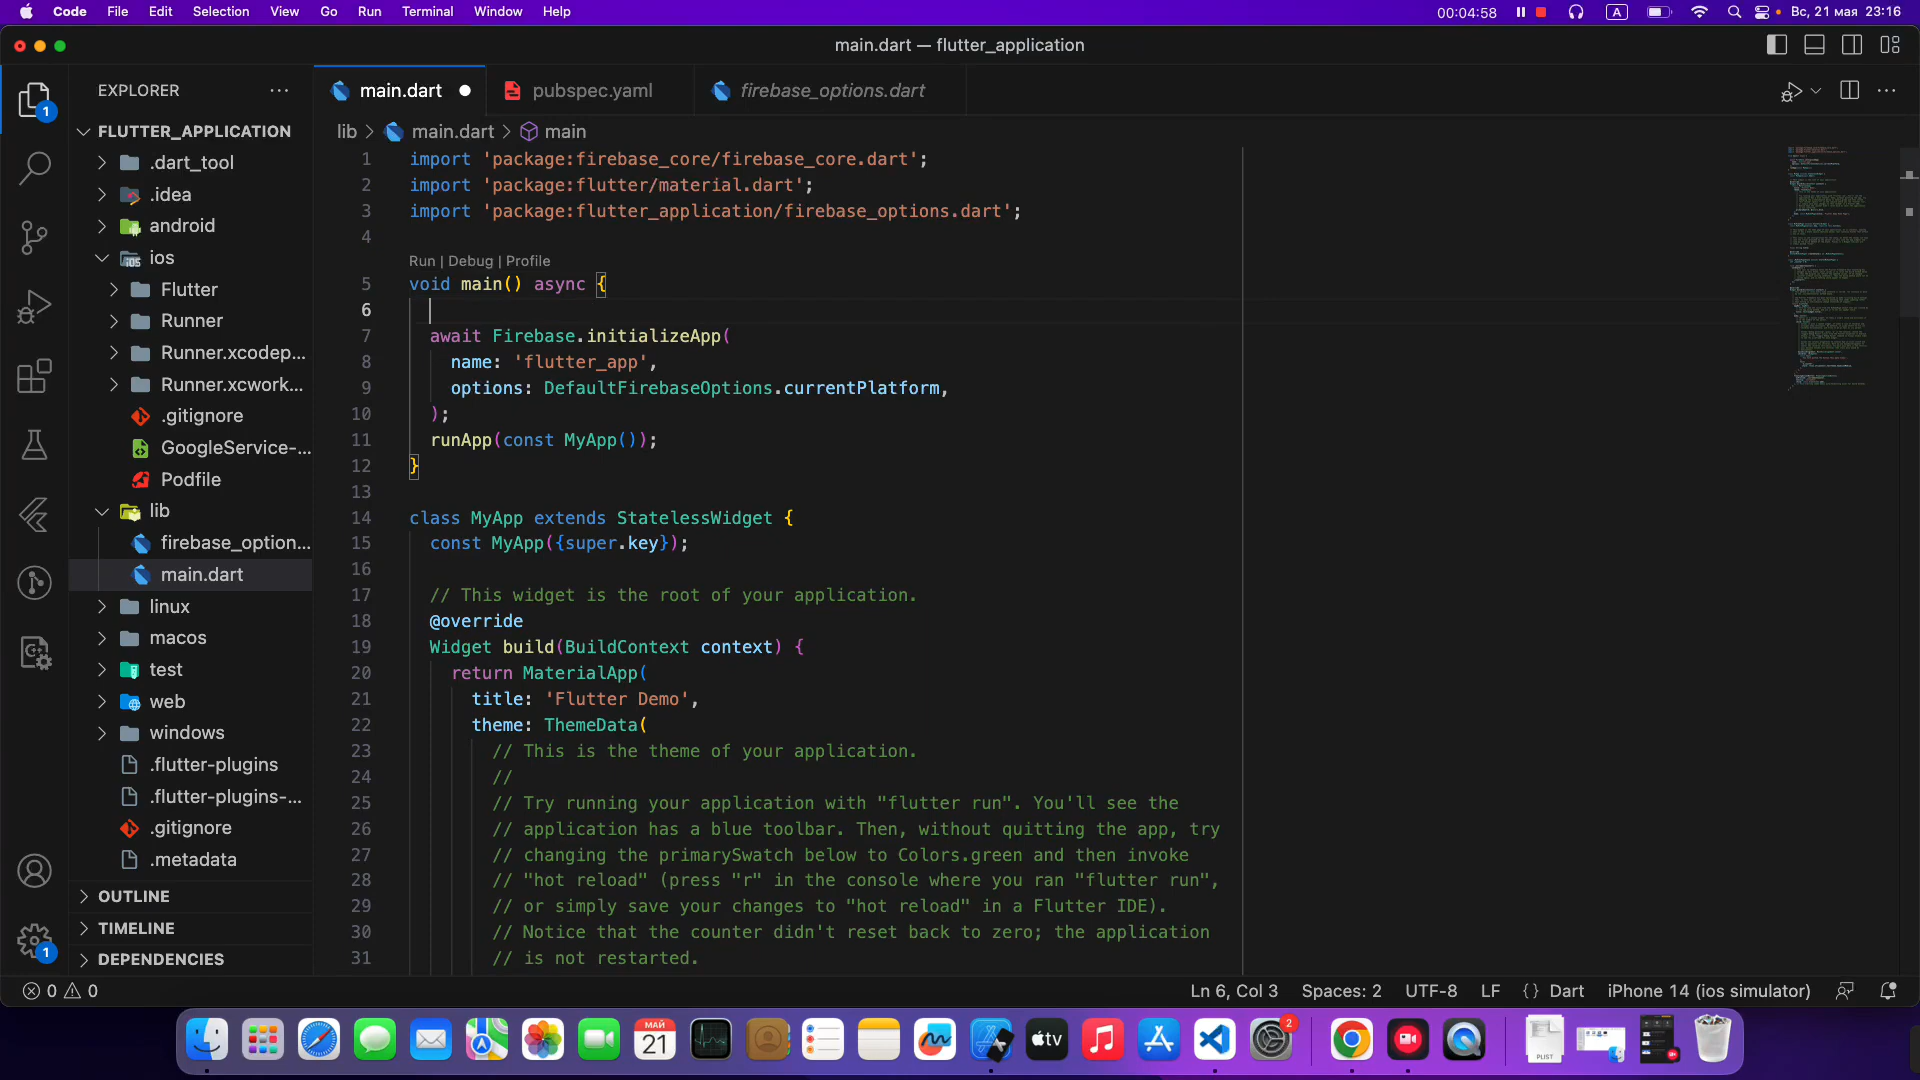 Code File Edit Selection View Go Run Terminal Window Help 00:04:58 A Вс, 21 мая 23:16
main.dart — flutter_application
EXPLORER
main.dart pubspec.yaml firebase_options.dart
lib > main.dart > main
1
FLUTTER_APPLICATION
.dart_tool
.idea
android
ios
Flutter
Runner
Runner.xcodep...
Runner.xcwork...
.gitignore
GoogleService-...
Podfile
lib
firebase_option...
main.dart
linux
macos
test
web
windows
.flutter-plugins
.flutter-plugins-...
.gitignore
.metadata
OUTLINE
TIMELINE
DEPENDENCIES
1
1 import 'package:firebase_core/firebase_core.dart';
2 import 'package:flutter/material.dart';
3 import 'package:flutter_application/firebase_options.dart';
4
Run | Debug | Profile
5 void main() async {
6
7 await Firebase.initializeApp(
8 name: 'flutter_app',
9 options: DefaultFirebaseOptions.currentPlatform,
10 );
11 runApp(const MyApp());
12 }
13
14 class MyApp extends StatelessWidget {
15 const MyApp({super.key});
16
17 // This widget is the root of your application.
18 @override
19 Widget build(BuildContext context) {
20 return MaterialApp(
21 title: 'Flutter Demo',
22 theme: ThemeData(
23 // This is the theme of your application.
24 //
25 // Try running your application with "flutter run". You'll see the
26 // application has a blue toolbar. Then, without quitting the app, try
27 // changing the primarySwatch below to Colors.green and then invoke
28 // "hot reload" (press "r" in the console where you ran "flutter run",
29 // or simply save your changes to "hot reload" in a Flutter IDE).
30 // Notice that the counter didn't reset back to zero; the application
31 // is not restarted.
0 0 Ln 6, Col 3 Spaces: 2 UTF-8 LF {} Dart iPhone 14 (ios simulator)
МАЙ
21
tv
2
PLIST